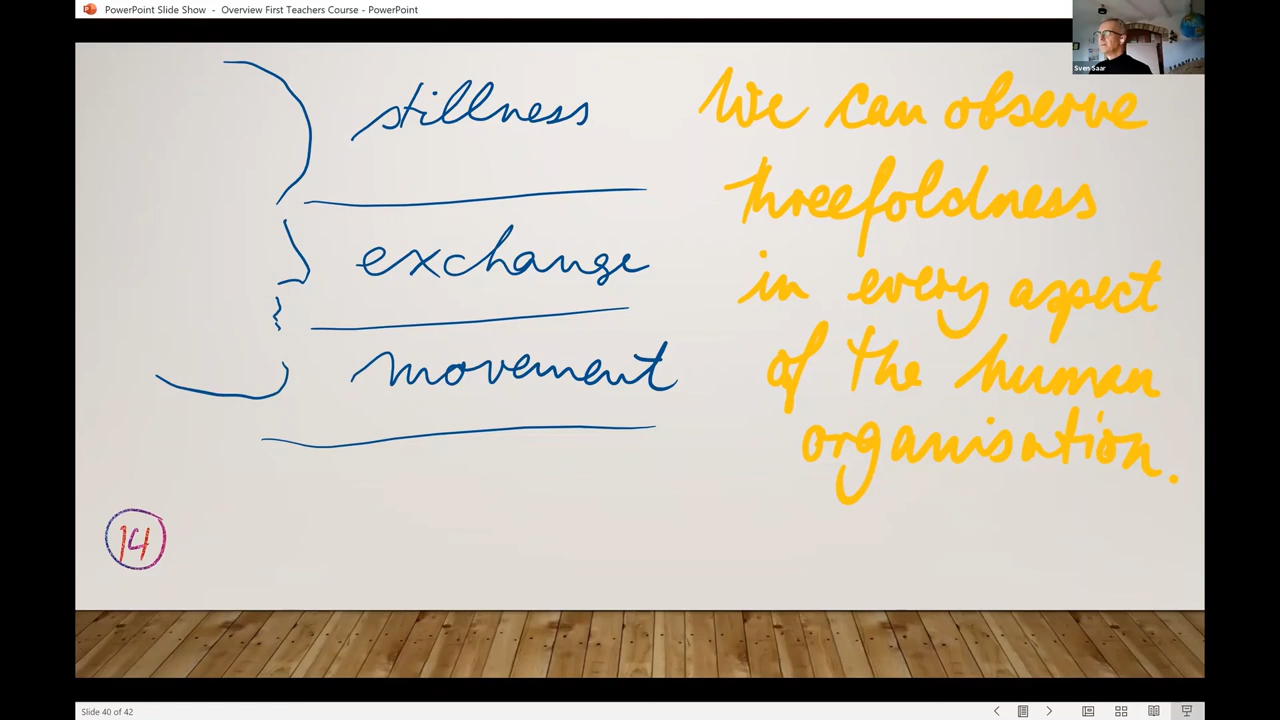 PowerPoint Slide Show - Overview First Teachers Course - PowerPoint
Sven Saar
stillness
exchange
movement
We can observe
threefoldness
in every aspect
of the human
organisation.
14
Slide 40 of 42